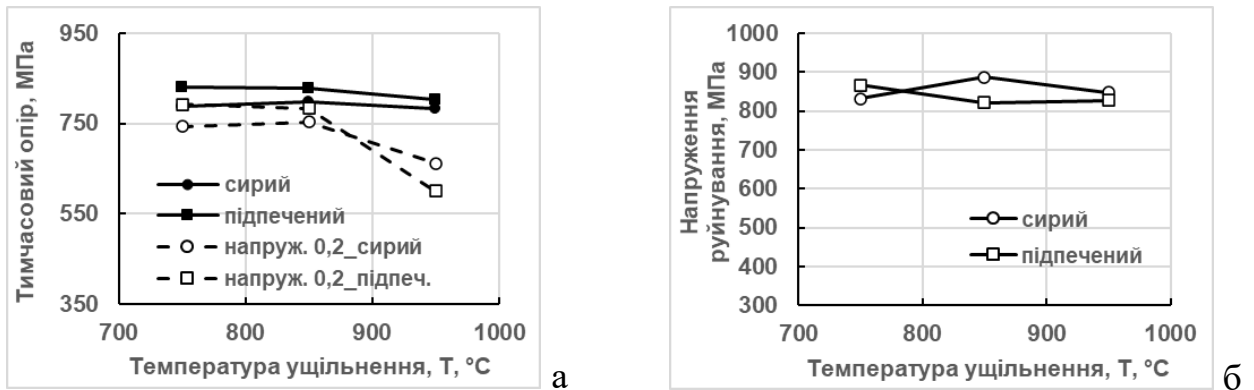 Тимчасовий опір, МПа
950
750
550
350
700
800
900
1000
сирий
підпечений
напруж. 0,2_сирий
напруж. 0,2_підпеч.
Температура ущільнення, Т, °С
а
Напруження
руйнування, МПа
1000
900
800
700
600
500
400
300
700
800
900
1000
сирий
підпечений
Температура ущільнення, Т, °С
б